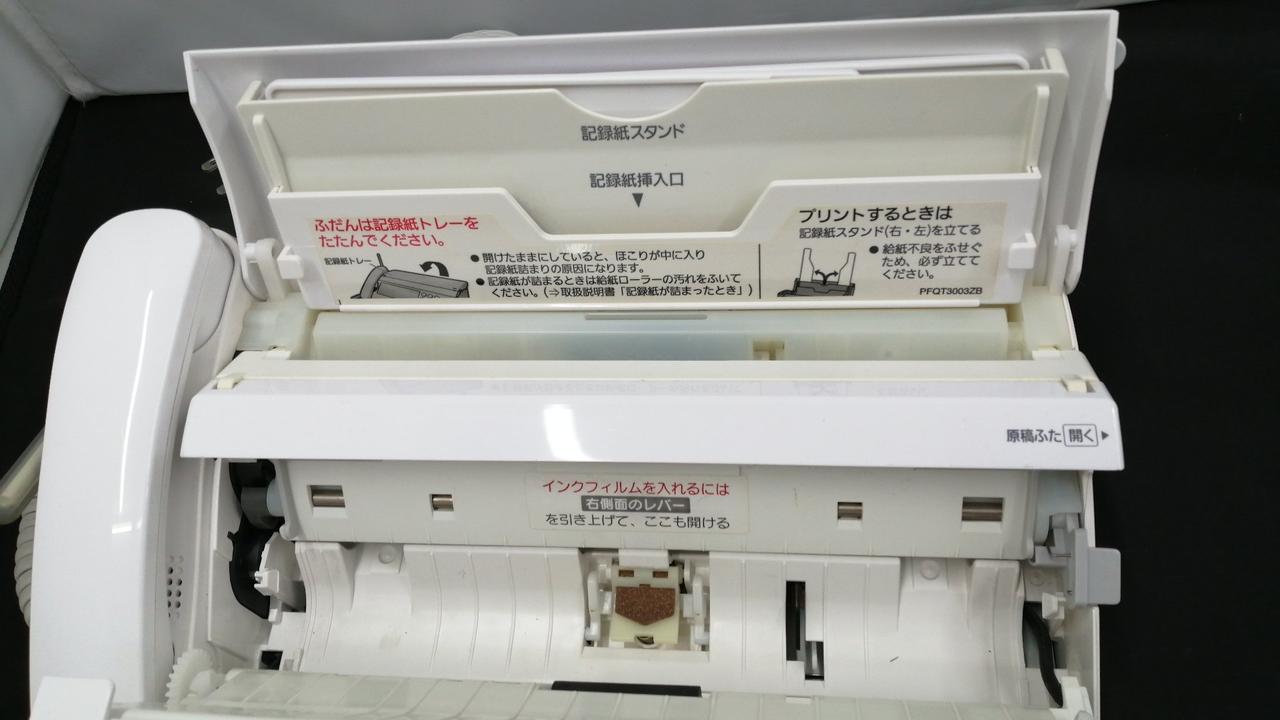 記録紙スタンド
記録紙挿入口
▼
ふだんは記録紙トレーを
たたんでください。
記録紙トレー
● 開けたままにしていると、ほこりが中に入り
記録紙詰まりの原因になります。
● 記録紙が詰まるときは給紙ローラーの汚れをふいて
ください。(⇒取扱説明書「記録紙が詰まったとき」)
プリントするときは
記録紙スタンド(右・左)を立てる
● 給紙不良をふせぐ
ため、必ず立てて
ください。
PFQT3003ZB
原稿ふた 開く ▶
インクフィルムを入れるには
右側面のレバー
を引き上げて、ここも開ける